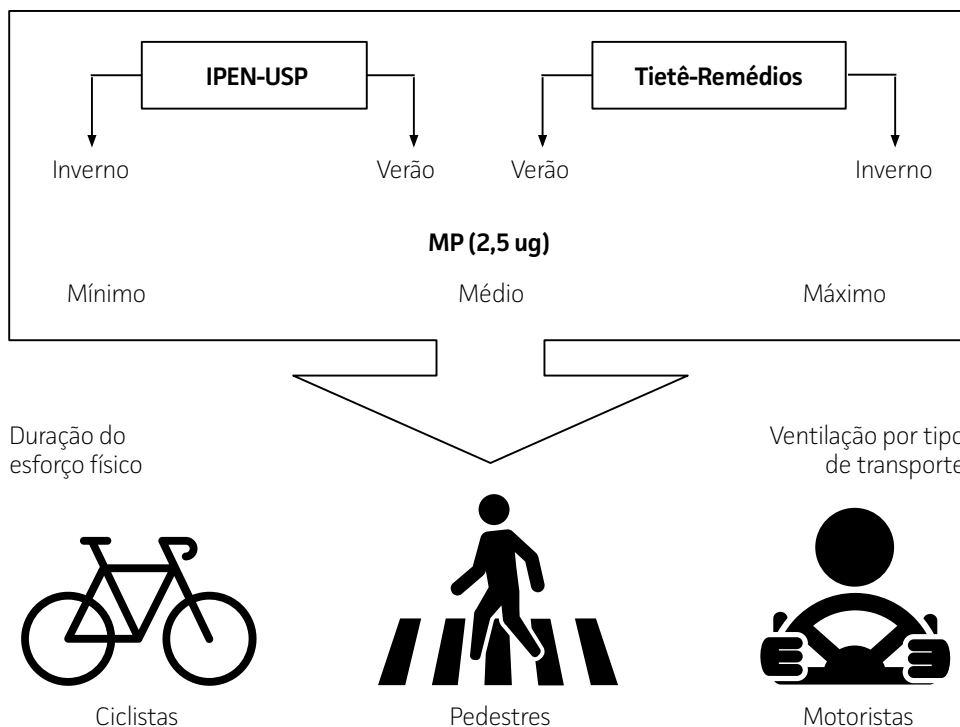 IPEN-USP
Tietê-Remédios
Inverno
Verão
Verão
Inverno
MP (2,5 ug)
Mínimo
Médio
Máximo
Duração do
esforço físico
Ventilação por tipo
de transporte
Ciclistas
Pedestres
Motoristas